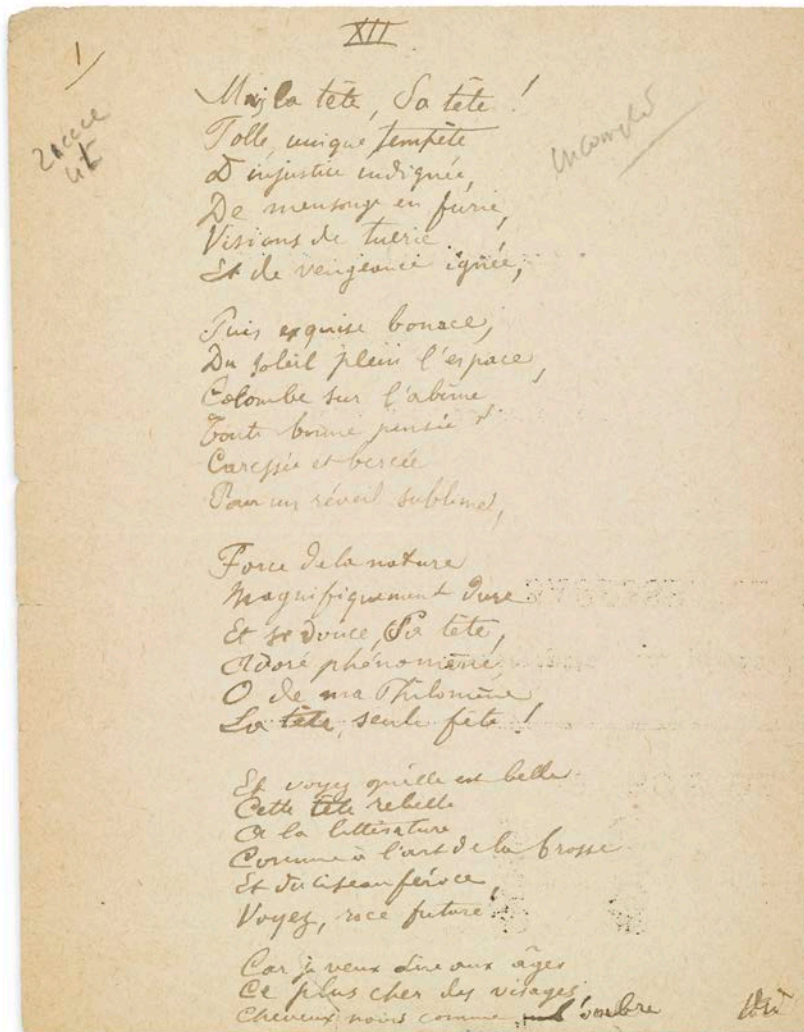 XII
1
incomplet
Mais la tête, Sa tête !
Folle, unique tempête
D'injustice indignée,
De mensonge en furie,
Visions de tuerie
Et de vengeance ignée,
Puis exquise bonace,
Du soleil plein l'espace,
Colombe sur l'abîme,
Toute bonne pensée
Caressée et bercée
Pour un réveil sublime,
Force de la nature
Magnifiquement dure
Et si douce, Sa tête,
Adoré phénomène,
O de ma Philomène
La tête, seule fête !
Et voyez qu'elle est belle
Cette tête rebelle
A la littérature
Comme à l'art de la brosse
Et du ciseau féroce,
Voyez, race future !
Car je veux dire aux âges
Ce plus cher des visages
Cheveux noirs comme l'ombre